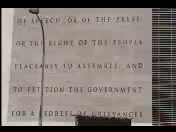 OF SPEECH, OR OF THE PRESS;
OR THE RIGHT OF THE PEOPLE
PEACEABLY TO ASSEMBLE, AND
TO PETITION THE GOVERNMENT
FOR A REDRESS OF GRIEVANCES